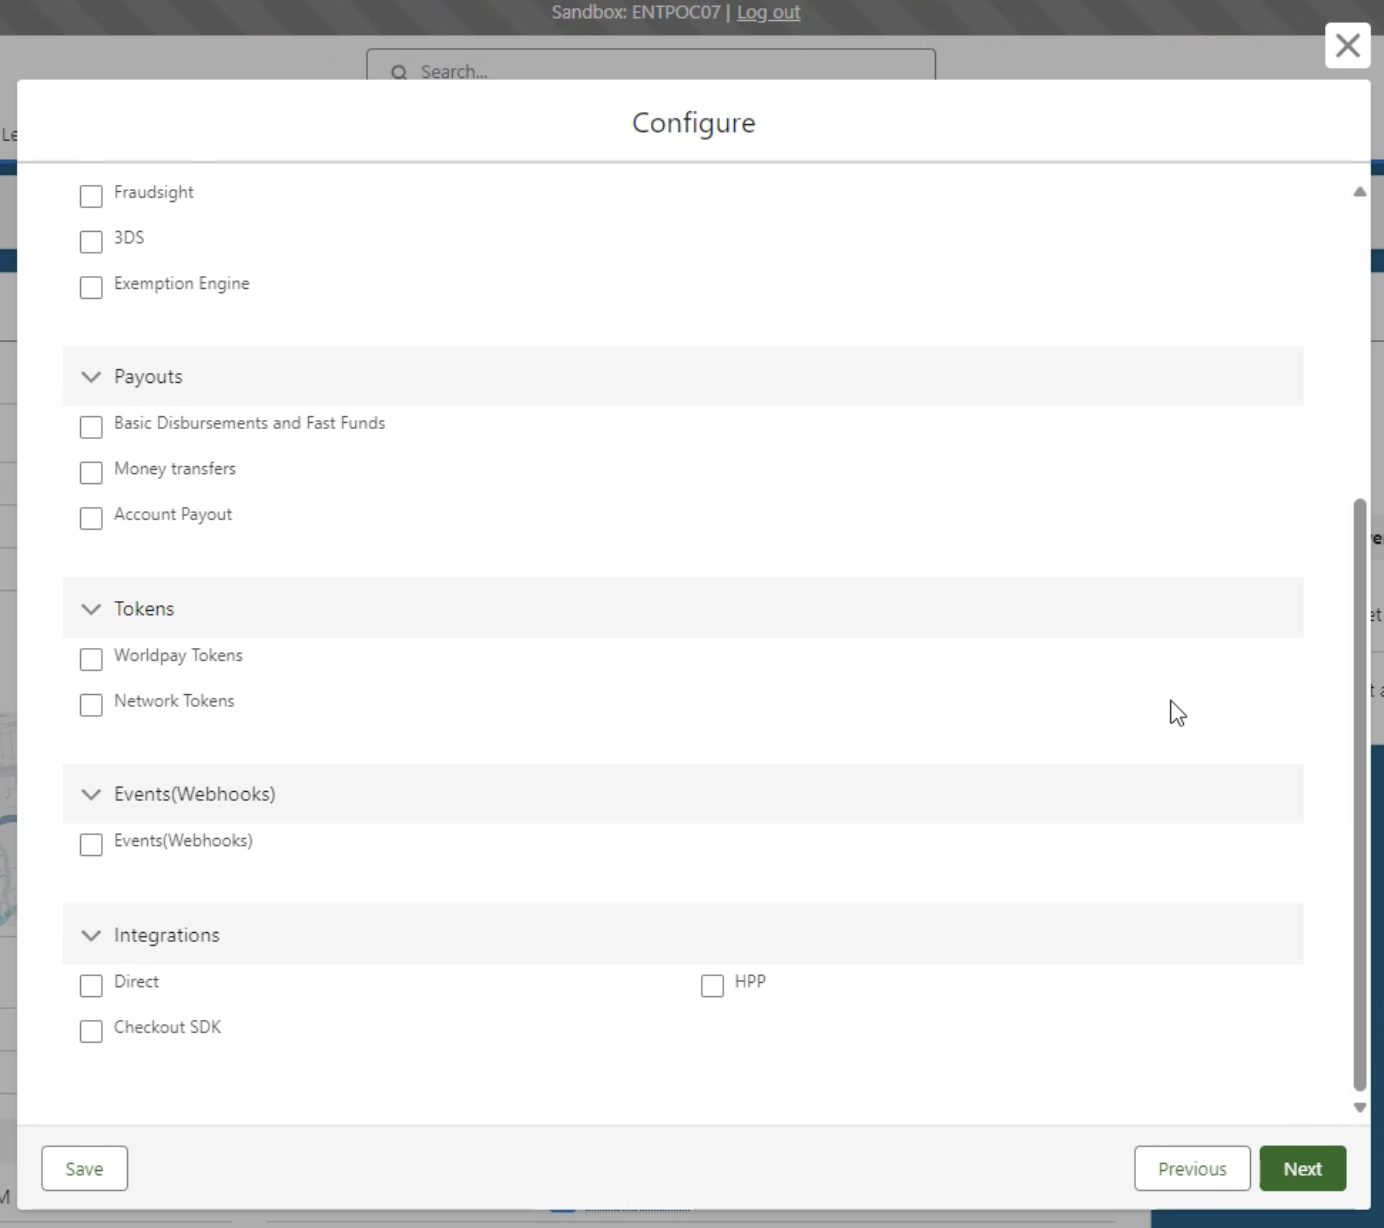 Sandbox: ENTPOC07 | Log out
Search...
Le
Configure
Fraudsight
3DS
Exemption Engine
Payouts
Basic Disbursements and Fast Funds
Money transfers
Account Payout
Tokens
Worldpay Tokens
Network Tokens
Events(Webhooks)
Events(Webhooks)
Integrations
Direct
HPP
Checkout SDK
Save
Previous
Next